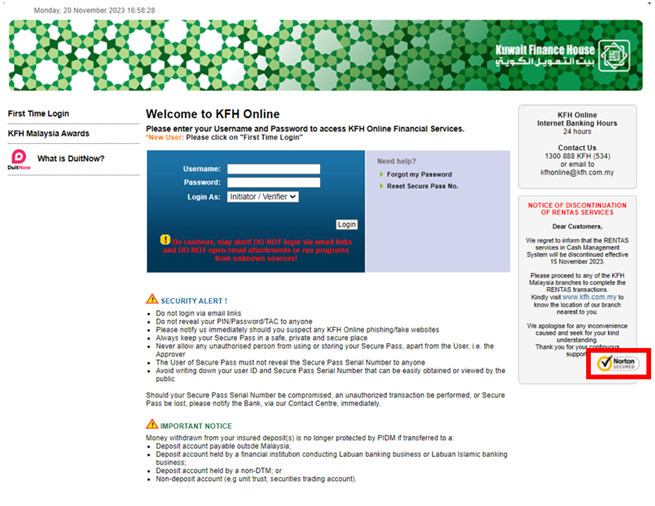 Monday, 20 November 2023 16:58:28
Kuwait Finance House
بيت التمويل الكويتي
First Time Login
KFH Malaysia Awards
DuitNow
What is DuitNow?
Welcome to KFH Online
Please enter your Username and Password to access KFH Online Financial Services.
*New User: Please click on "First Time Login"
Username:
Password:
Login As:
Initiator / Verifier
Login
Be cautious, stay alert! DO NOT login via email links
and DO NOT open email attachments or run programs
from unknown sources!
Need help?
Forgot my Password
Reset Secure Pass No.
SECURITY ALERT !
Do not login via email links
Do not reveal your PIN/Password/TAC to anyone
Please notify us immediately should you suspect any KFH Online phishing/fake websites
Always keep your Secure Pass in a safe, private and secure place
Never allow any unauthorised person from using or storing your Secure Pass, apart from the User, i.e. the
Approver
The User of Secure Pass must not reveal the Secure Pass Serial Number to anyone
Avoid writing down your user ID and Secure Pass Serial Number that can be easily obtained or viewed by the
public
Should your Secure Pass Serial Number be compromised, an unauthorized transaction be performed, or Secure
Pass be lost, please notify the Bank, via our Contact Centre, immediately.
IMPORTANT NOTICE
Money withdrawn from your insured deposit(s) is no longer protected by PIDM if transferred to a:
Deposit account payable outsde Malaysia;
Deposit account held by a financial institution conducting Labuan banking business or Labuan Islamic banking
business;
Deposit account held by a non-DTM; or
Non-deposit account (e.g unit trust, securities trading account).
KFH Online
Internet Banking Hours
24 hours
Contact Us
1300 888 KFH (534)
or email to
kfhonline@kfh.com.my
NOTICE OF DISCONTINUATION
OF RENTAS SERVICES
Dear Customers,
We regret to inform that the RENTAS
services in Cash Management
System will be discontinued effective
15 November 2023.
Please proceed to any of the KFH
Malaysia branches to complete the
RENTAS transactions.
Kindly visit www.kfh.com.my to
know the location of our branch
nearest to you.
We apologise for any inconvenience
caused and seek for your kind
understanding.
Thank you for your continuous
support.
Norton
SECURED